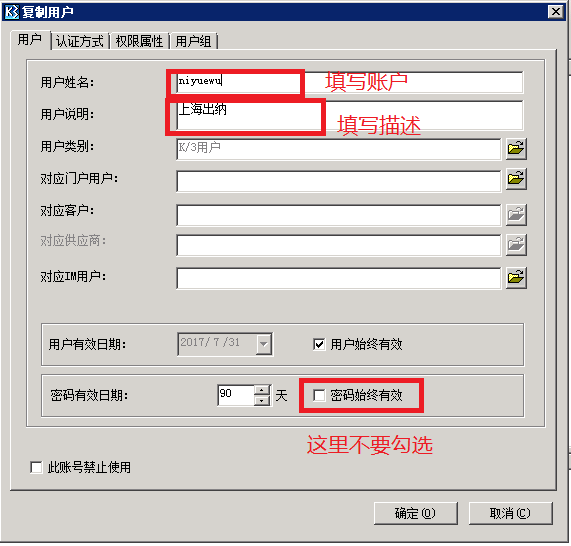 复制用户
用户 认证方式 权限属性 用户组
用户姓名: niyuewu 填写账户
用户说明: 上海出纳 填写描述
用户类别: K/3用户
对应门户用户:
对应客户:
对应供应商:
对应IM用户:
用户有效日期: 2017/ 7 /31 用户始终有效
密码有效日期: 90 天 密码始终有效
这里不要勾选
此账号禁止使用
确定(O) 取消(C)